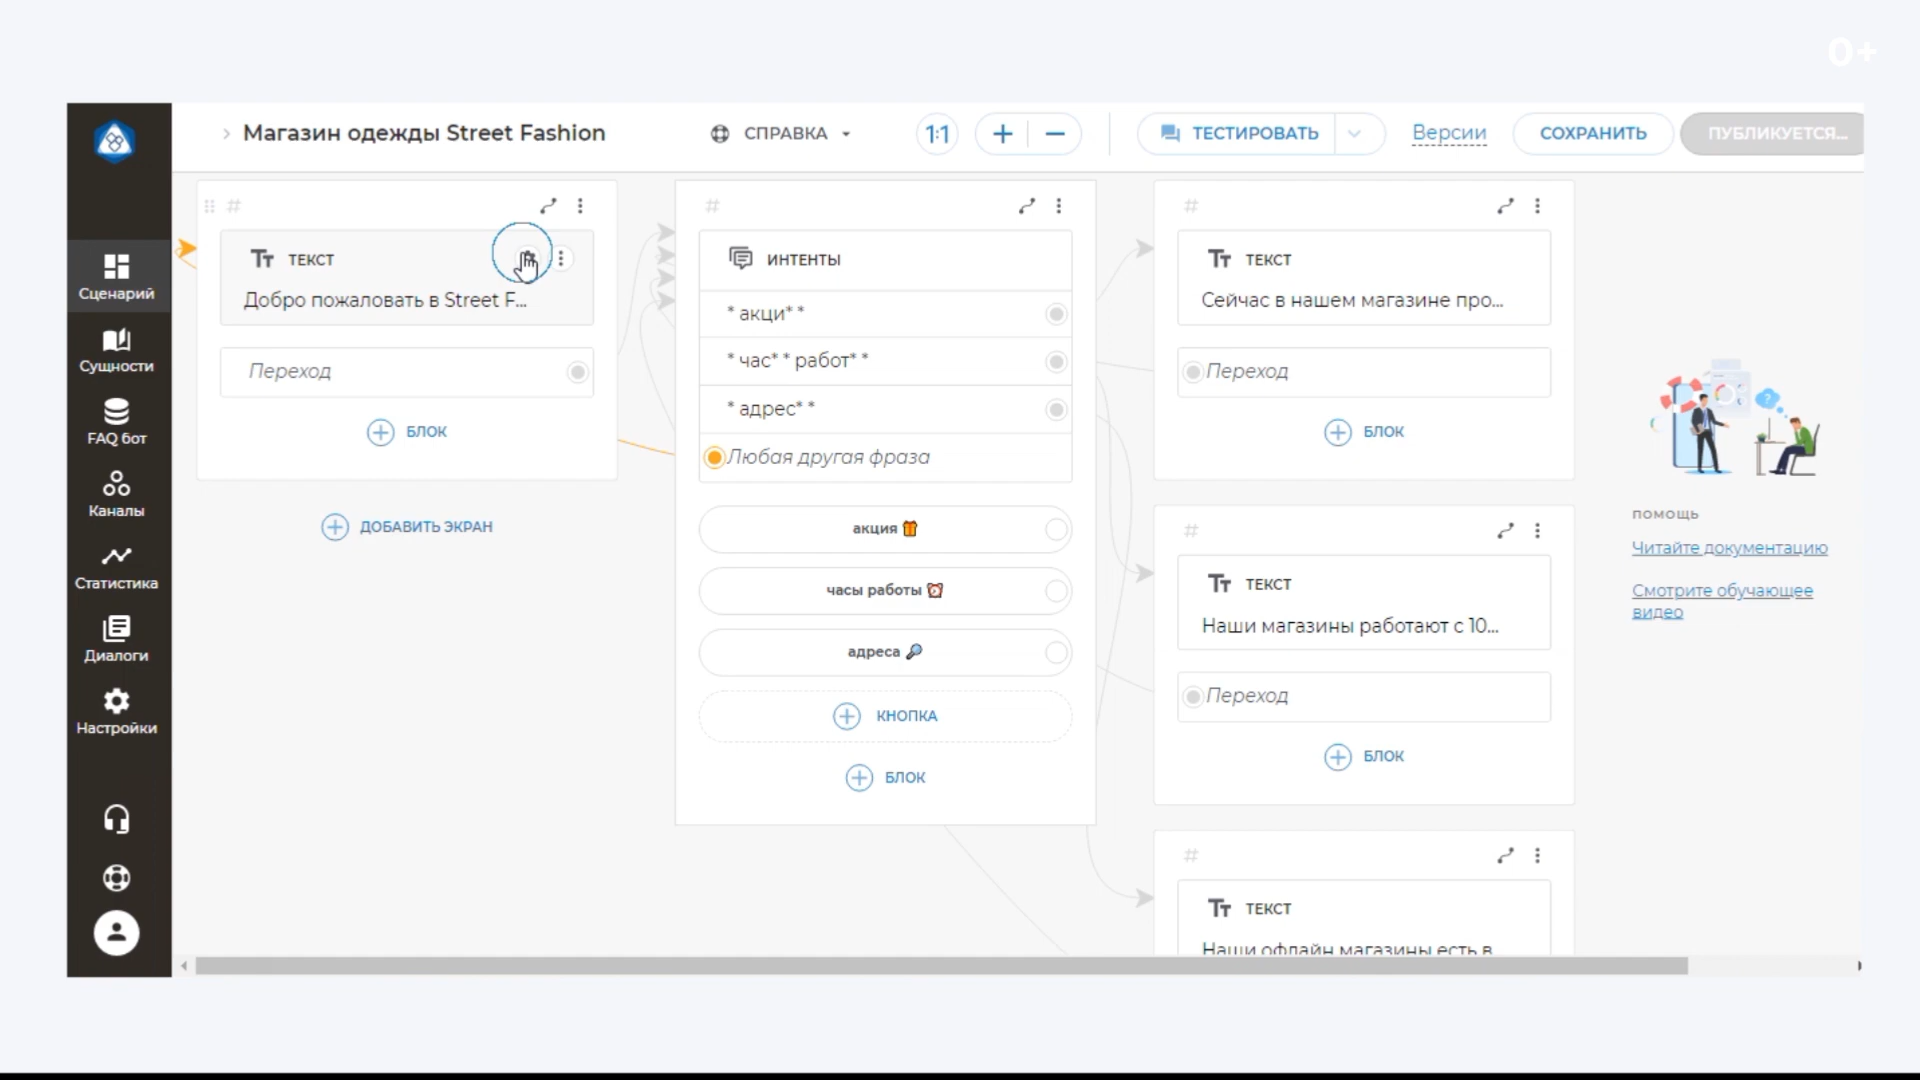 0+
Магазин одежды Street Fashion
СПРАВКА
1:1
ТЕСТИРОВАТЬ
Версии
СОХРАНИТЬ
ПУБЛИКУЕТСЯ...
Сценарий
Сущности
FAQ бот
Каналы
Статистика
Диалоги
Настройки
#
ТЕКСТ
Добро пожаловать в Street F...
Переход
БЛОК
ДОБАВИТЬ ЭКРАН
#
ИНТЕНТЫ
* акци* *
* час* * работ* *
* адрес* *
Любая другая фраза
акция
часы работы
адреса
КНОПКА
БЛОК
#
ТЕКСТ
Сейчас в нашем магазине про...
Переход
БЛОК
#
ТЕКСТ
Наши магазины работают с 10...
Переход
БЛОК
#
ТЕКСТ
Наши офлайн магазины есть в
ПОМОЩЬ
Читайте документацию
Смотрите обучающее
видео